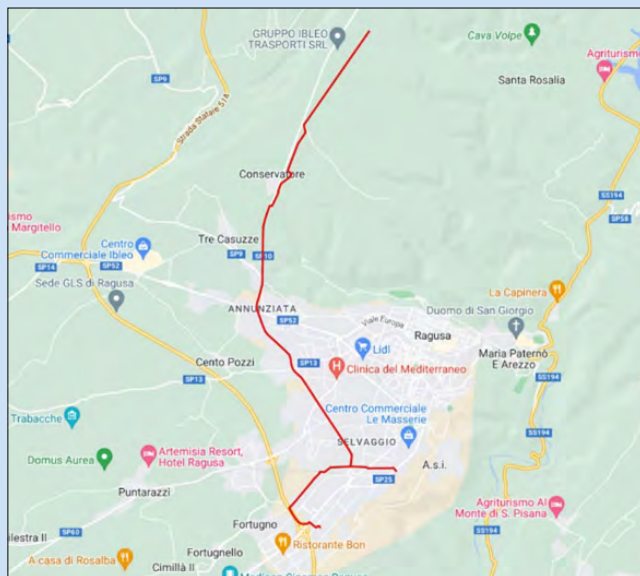 GRUPPO IBLEO
TRASPORTI SRL
Cava Volpe
Agriturismo
Santa Rosalia
SP9
Strada Statale 514
Conservatore
SS194
SP58
ismo
Margitello
Centro
Commerciale Ibleo
Tre Casuzze
SP9
SP10
SP14
SP52
Sede GLS di Ragusa
La Capinera
ANNUNZIATA
SP52
Viale Europa
Ragusa
Duomo di San Giorgio
Lidl
Maria Paternò
E Arezzo
Cento Pozzi
SP13
SP13
Clinica del Mediterraneo
SS194
Trabacche
Centro Commerciale
Le Masserie
SS194
SELVAGGIO
Domus Aurea
Artemisia Resort,
Hotel Ragusa
A.s.i.
SP25
Puntarazzi
Agriturismo Al
Monte di S. Pisana
Fortugno
SP60
ilestra II
Fortugnello
Ristorante Bon
A casa di Rosalba
Cimillà II